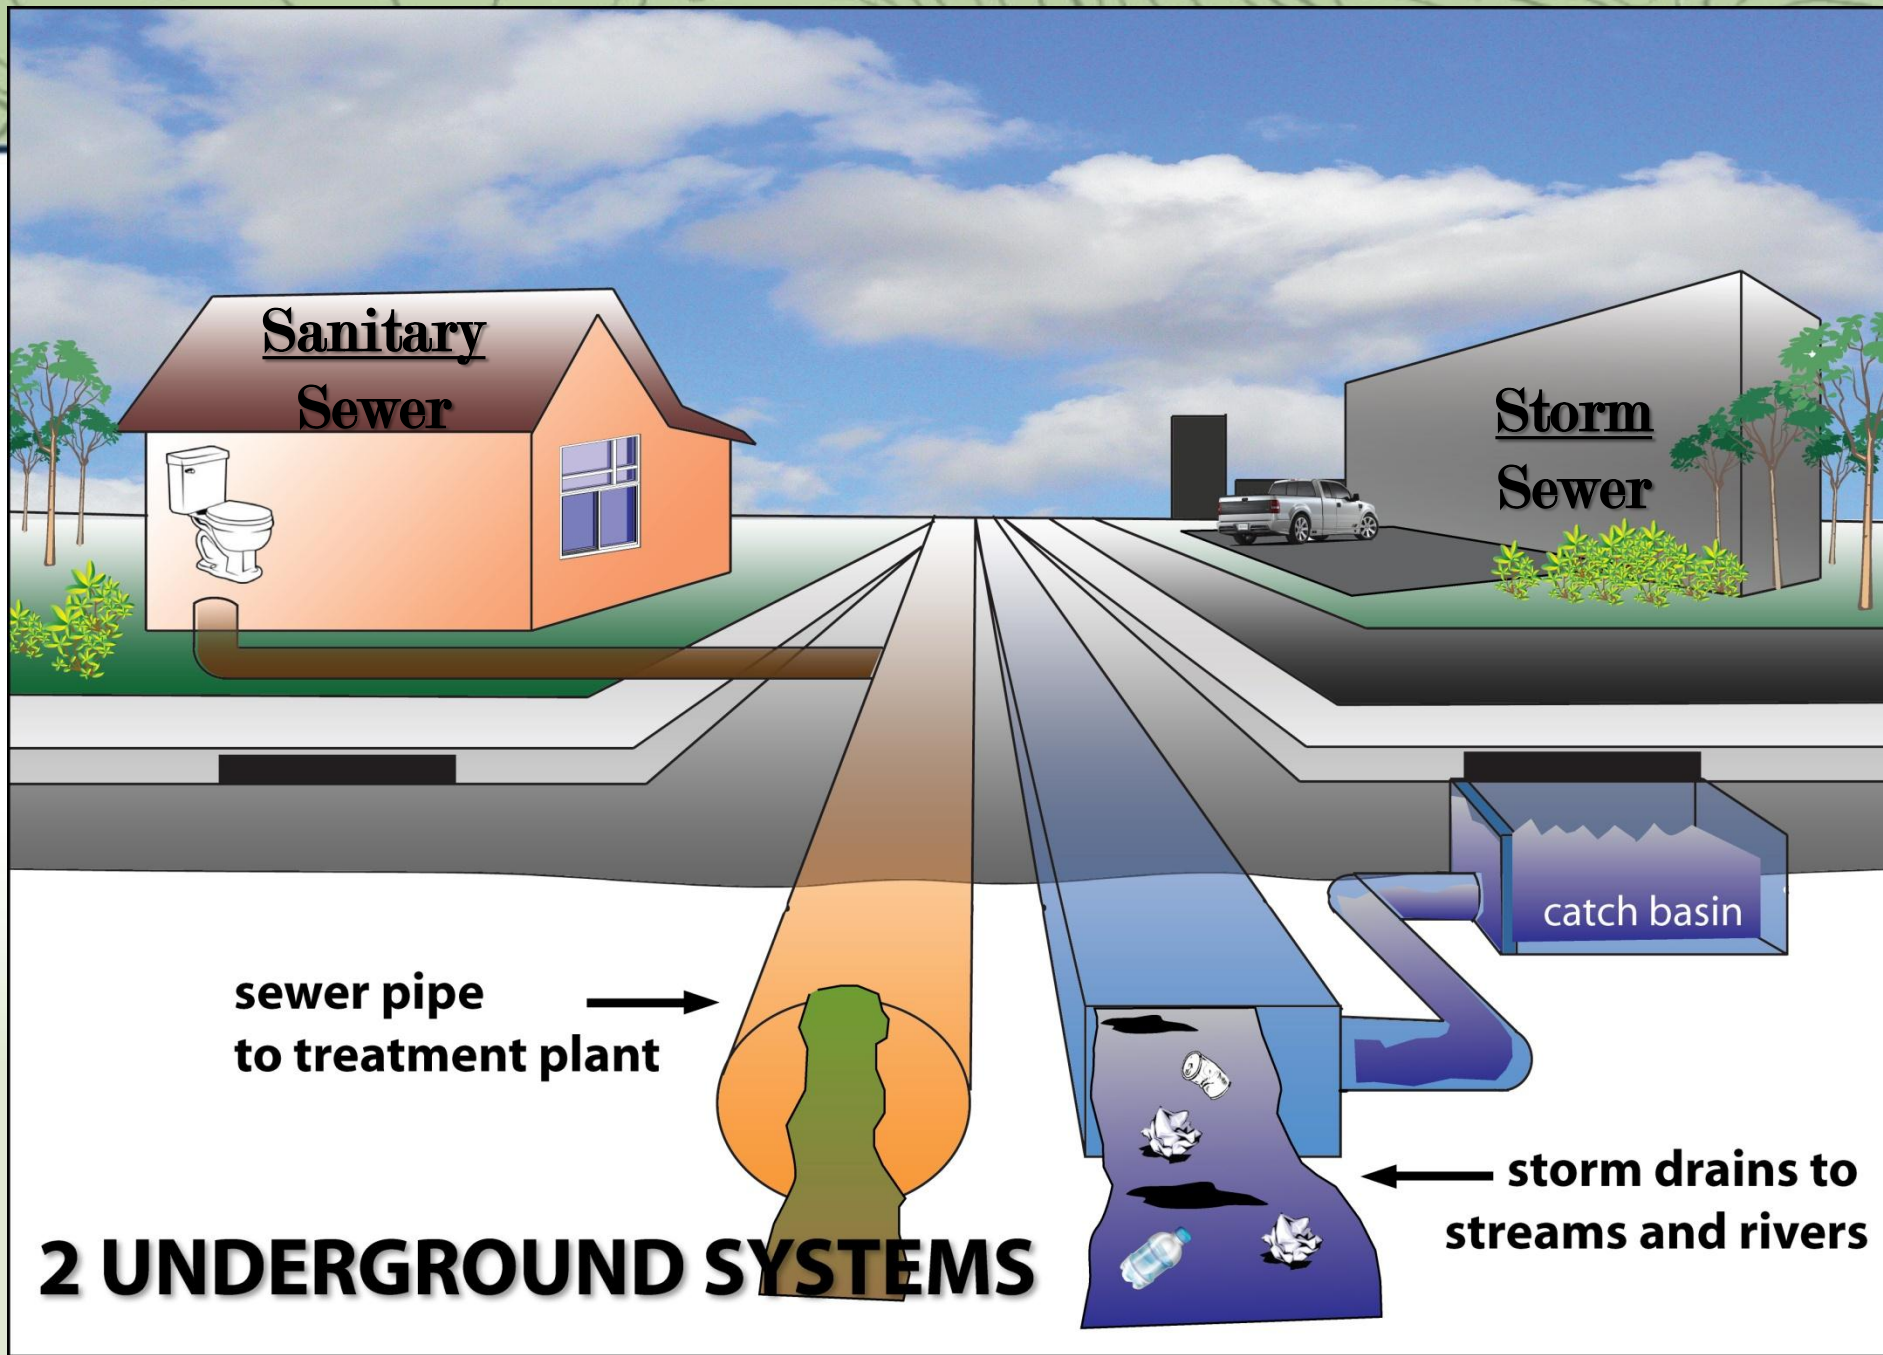 Sanitary
Sewer
Storm
Sewer
catch basin
sewer pipe
to treatment plant
storm drains to
streams and rivers
2 UNDERGROUND SYSTEMS